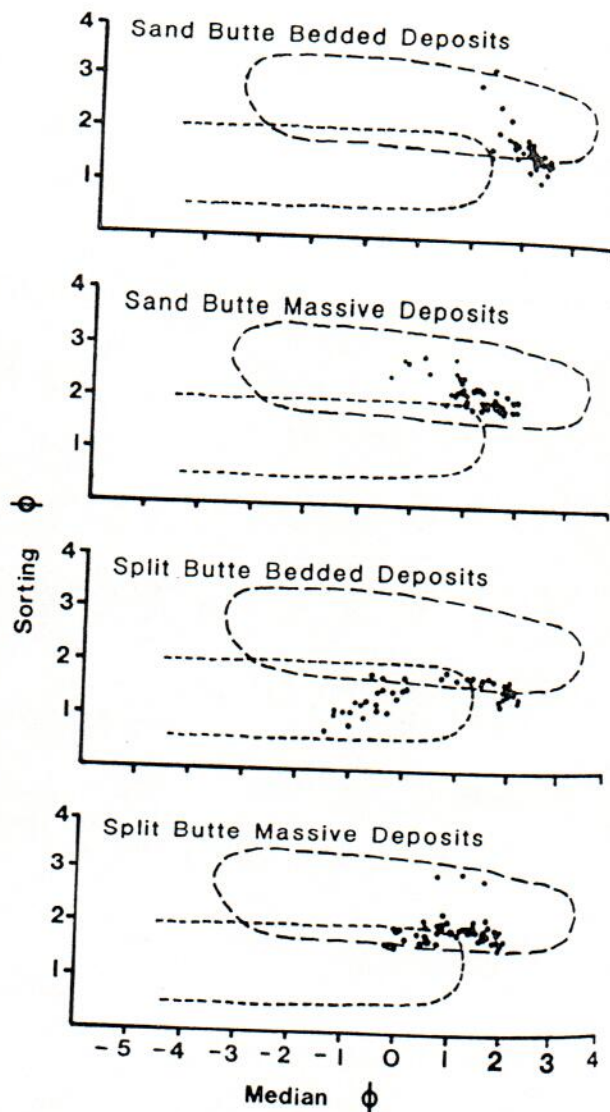 4
Sand Butte Bedded Deposits
3
2
1
4
Sand Butte Massive Deposits
3
2
1
Sorting ϕ
4
Split Butte Bedded Deposits
3
2
1
4
Split Butte Massive Deposits
3
2
1
-5 -4 -3 -2 -1 0 1 2 3 4
Median ϕ